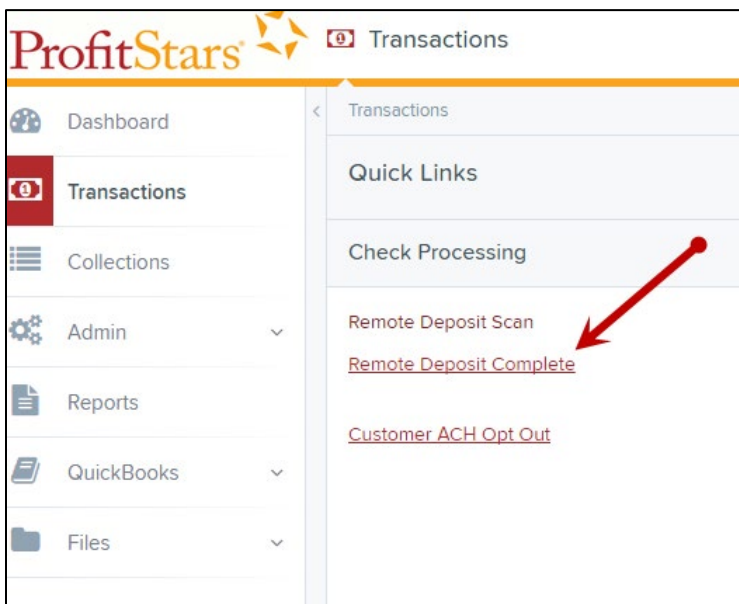 ProfitStars®
Transactions
Dashboard
Transactions
Collections
Admin
Reports
QuickBooks
Files
Transactions
Quick Links
Check Processing
Remote Deposit Scan
Remote Deposit Complete
Customer ACH Opt Out